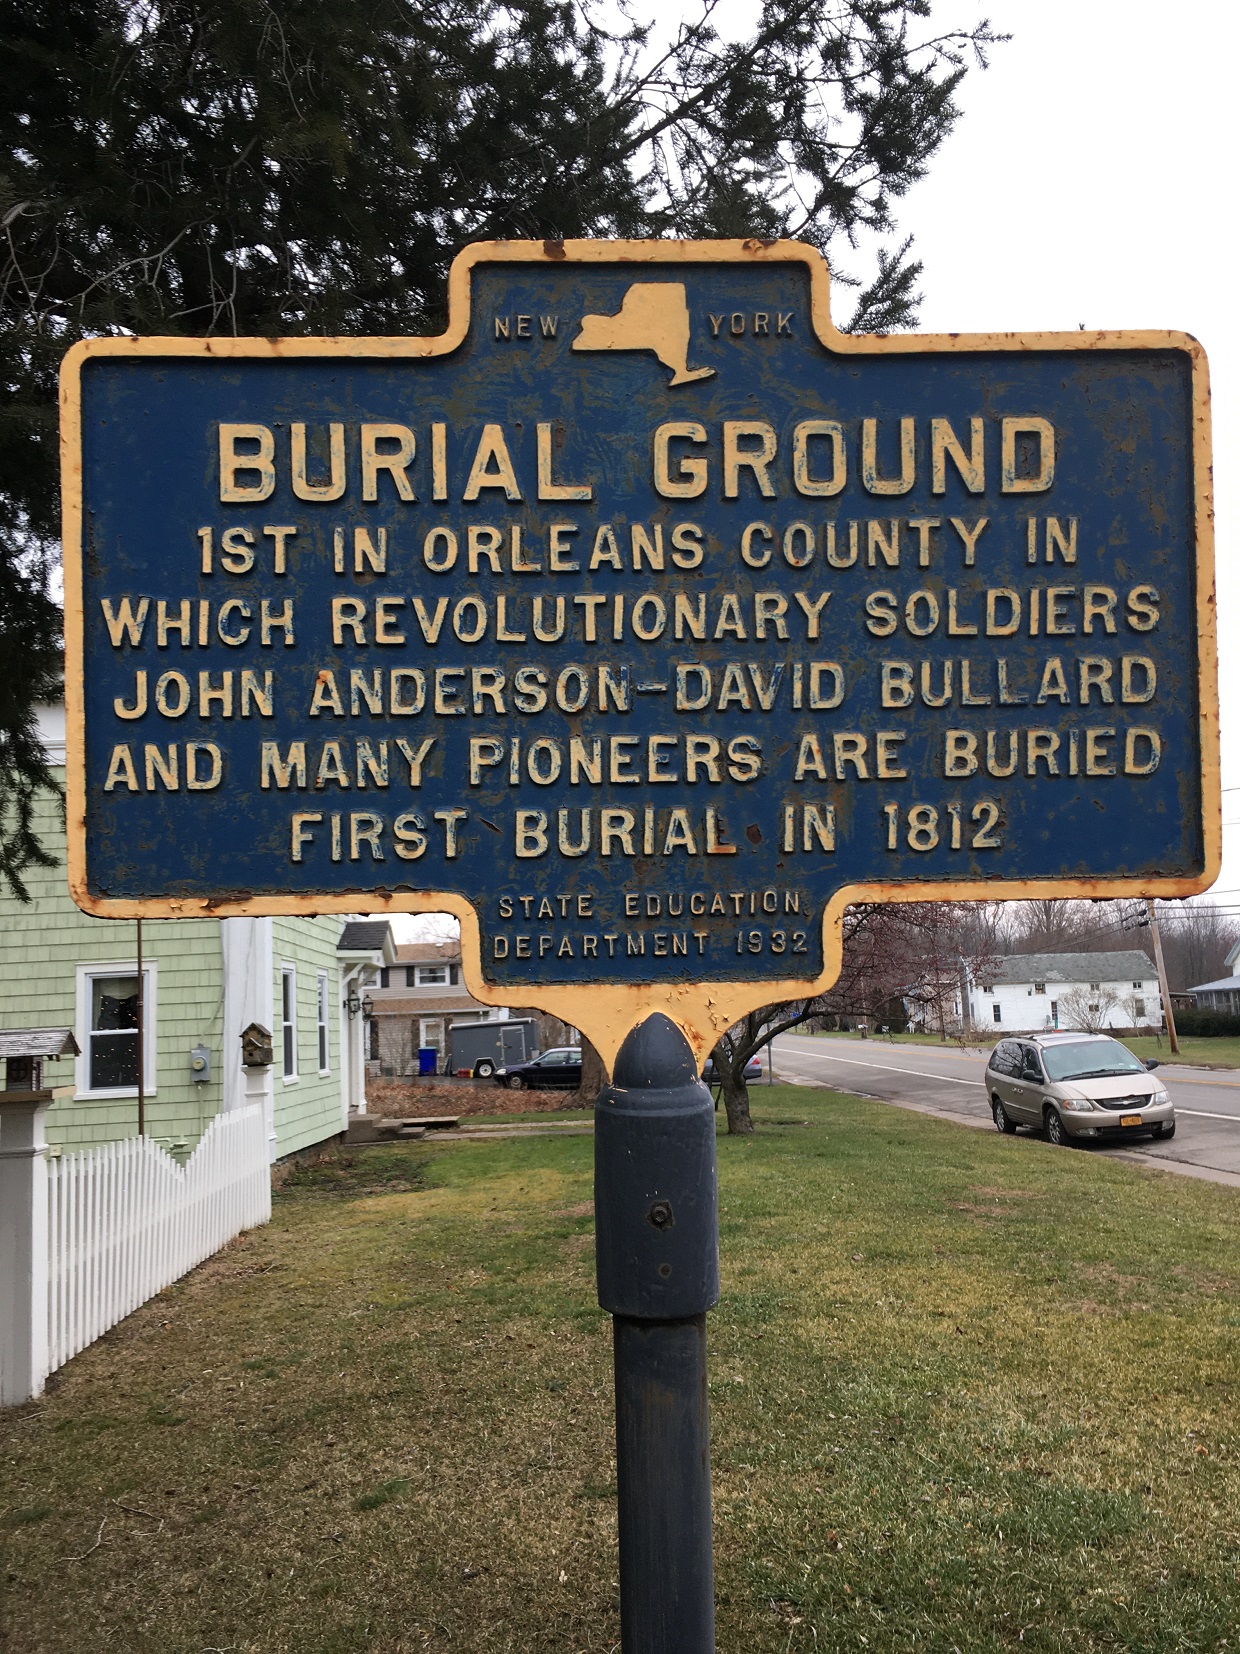 NEW YORK
BURIAL GROUND
1ST IN ORLEANS COUNTY IN
WHICH REVOLUTIONARY SOLDIERS
JOHN ANDERSON-DAVID BULLARD
AND MANY PIONEERS ARE BURIED
FIRST BURIAL IN 1812
STATE EDUCATION
DEPARTMENT 1932